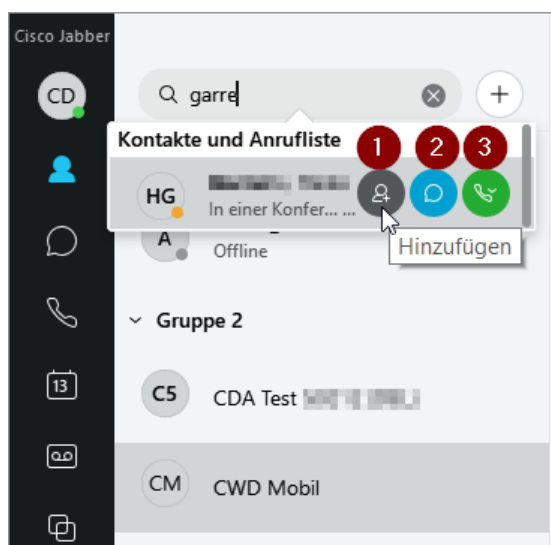 Cisco Jabber
CD
garre
Kontakte und Anrufliste
1 2 3
HG
In einer Konfer... ...
Hinzufügen
A
Offline
Gruppe 2
13
C5
CDA Test
CM
CWD Mobil